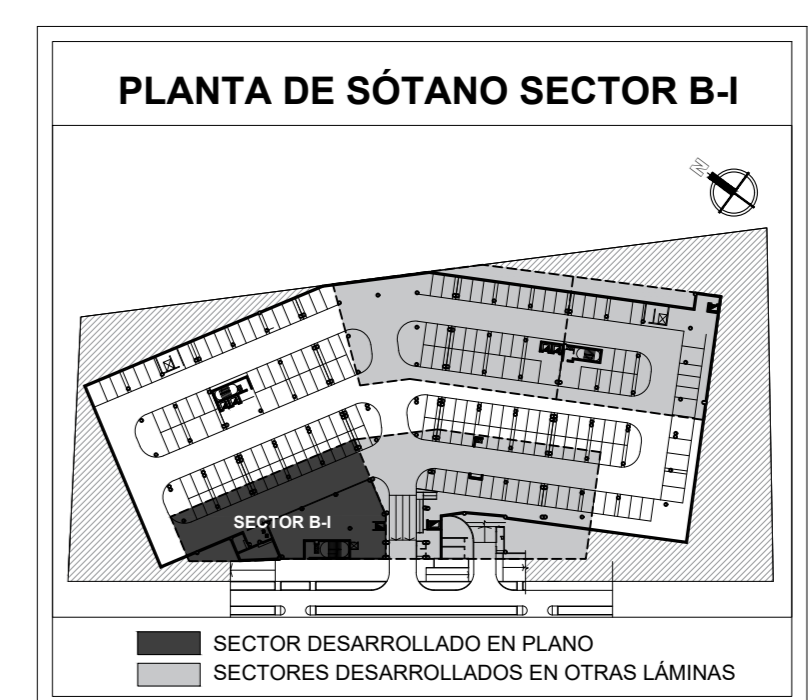 PLANTA DE SÓTANO SECTOR B-I
N
SECTOR B-I
SECTOR DESARROLLADO EN PLANO
SECTORES DESARROLLADOS EN OTRAS LÁMINAS